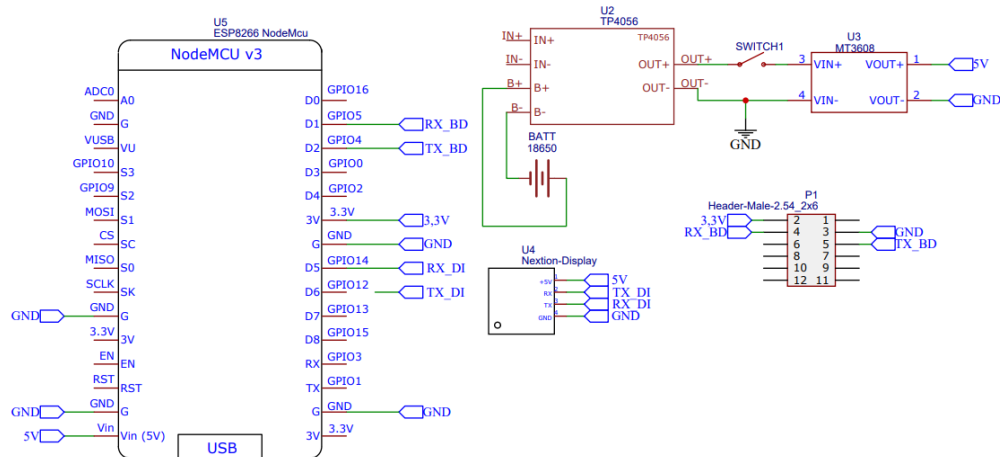 U5
ESP8266 NodeMcu
NodeMCU v3
ADC0 A0 D0 GPIO16
GND G D1 GPIO5 RX_BD
VUSB VU D2 GPIO4 TX_BD
GPIO10 S3 D3 GPIO0
GPIO9 S2 D4 GPIO2
MOSI S1 3V 3.3V 3,3V
CS SC G GND GND
MISO S0 D5 GPIO14 RX_DI
SCLK SK D6 GPIO12 TX_DI
GND GND G D7 GPIO13
3.3V 3V D8 GPIO15
EN EN RX GPIO3
RST RST TX GPIO1
GND GND G G GND GND
5V Vin Vin (5V) 3V 3.3V
USB
U2
TP4056
IN+ IN+ TP4056
IN- IN- OUT+ OUT+
B+ B+ OUT- OUT-
B- B-
BATT
18650
SWITCH1
GND
U3
MT3608
3 VIN+ VOUT+ 1 5V
4 VIN- VOUT- 2 GND
U4
Nextion-Display
+5V 1 5V
RX 2 TX_DI
TX 3 RX_DI
GND 4 GND
P1
Header-Male-2.54_2x6
3,3V 2 1
RX_BD 4 3 GND
6 5 TX_BD
8 7
10 9
12 11